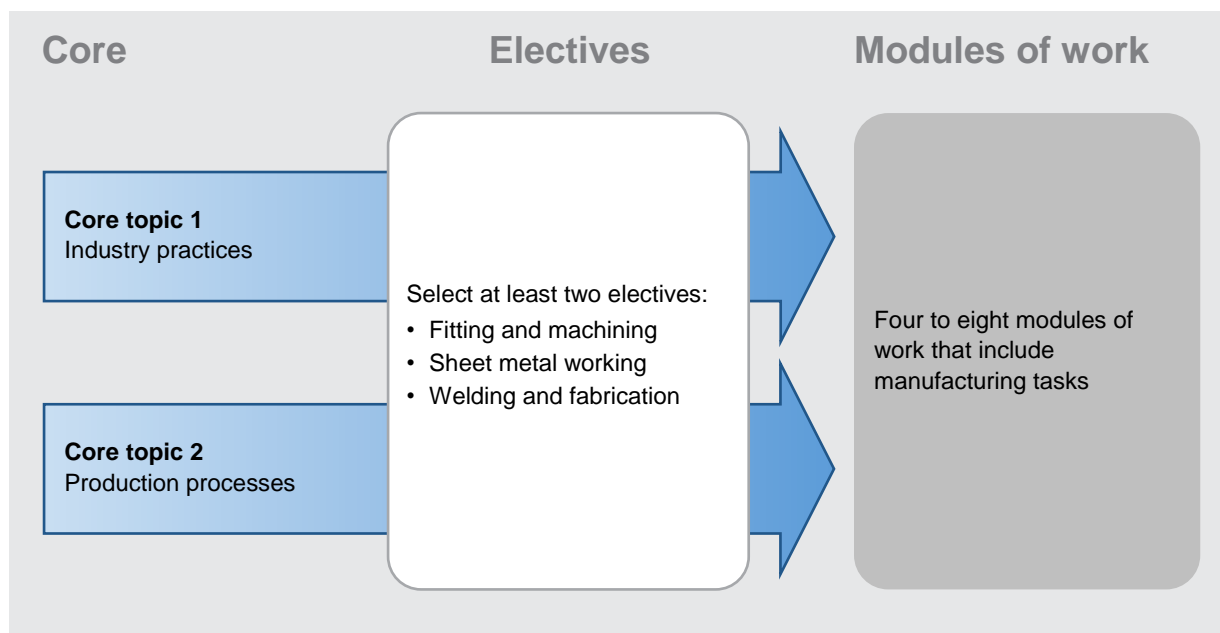 Core
Electives
Modules of work
Core topic 1
Industry practices
Core topic 2
Production processes
Select at least two electives:
• Fitting and machining
• Sheet metal working
• Welding and fabrication
Four to eight modules of
work that include
manufacturing tasks